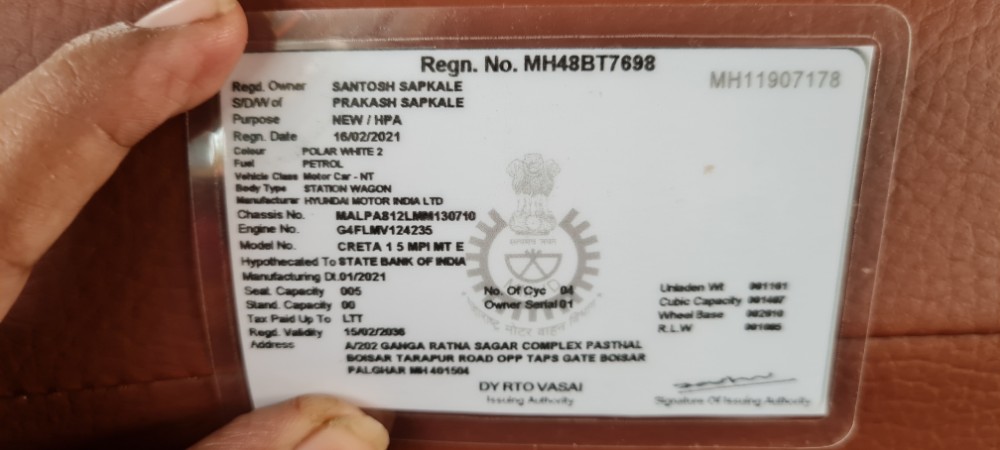 Regn. No. MH48BT7698
MH11907178
Regd. Owner SANTOSH SAPKALE
S/D/W of PRAKASH SAPKALE
Purpose NEW / HPA
Regn. Date 16/02/2021
Colour POLAR WHITE 2
Fuel PETROL
Vehicle Class Motor Car - NT
Body Type STATION WAGON
Manufacturer HYUNDAI MOTOR INDIA LTD
Chassis No. MALPA812LMM130710
Engine No. G4FLMV124235
Model No. CRETA 1 5 MPI MT E
Hypothecated To STATE BANK OF INDIA
Manufacturing Dt.01/2021
Seat. Capacity 005 No. Of Cyc 04 Unladen Wt
Stand. Capacity 00 Owner Serial 01 Cubic Capacity
Tax Paid Up To LTT Wheel Base
Regd. Validity 15/02/2036 R.L.W
Address A/202 GANGA RATNA SAGAR COMPLEX PASTHAL
BOISAR TARAPUR ROAD OPP TAPS GATE BOISAR
PALGHAR MH 401504
DY RTO VASAI
Issuing Authority
Signature Of Issuing Authority